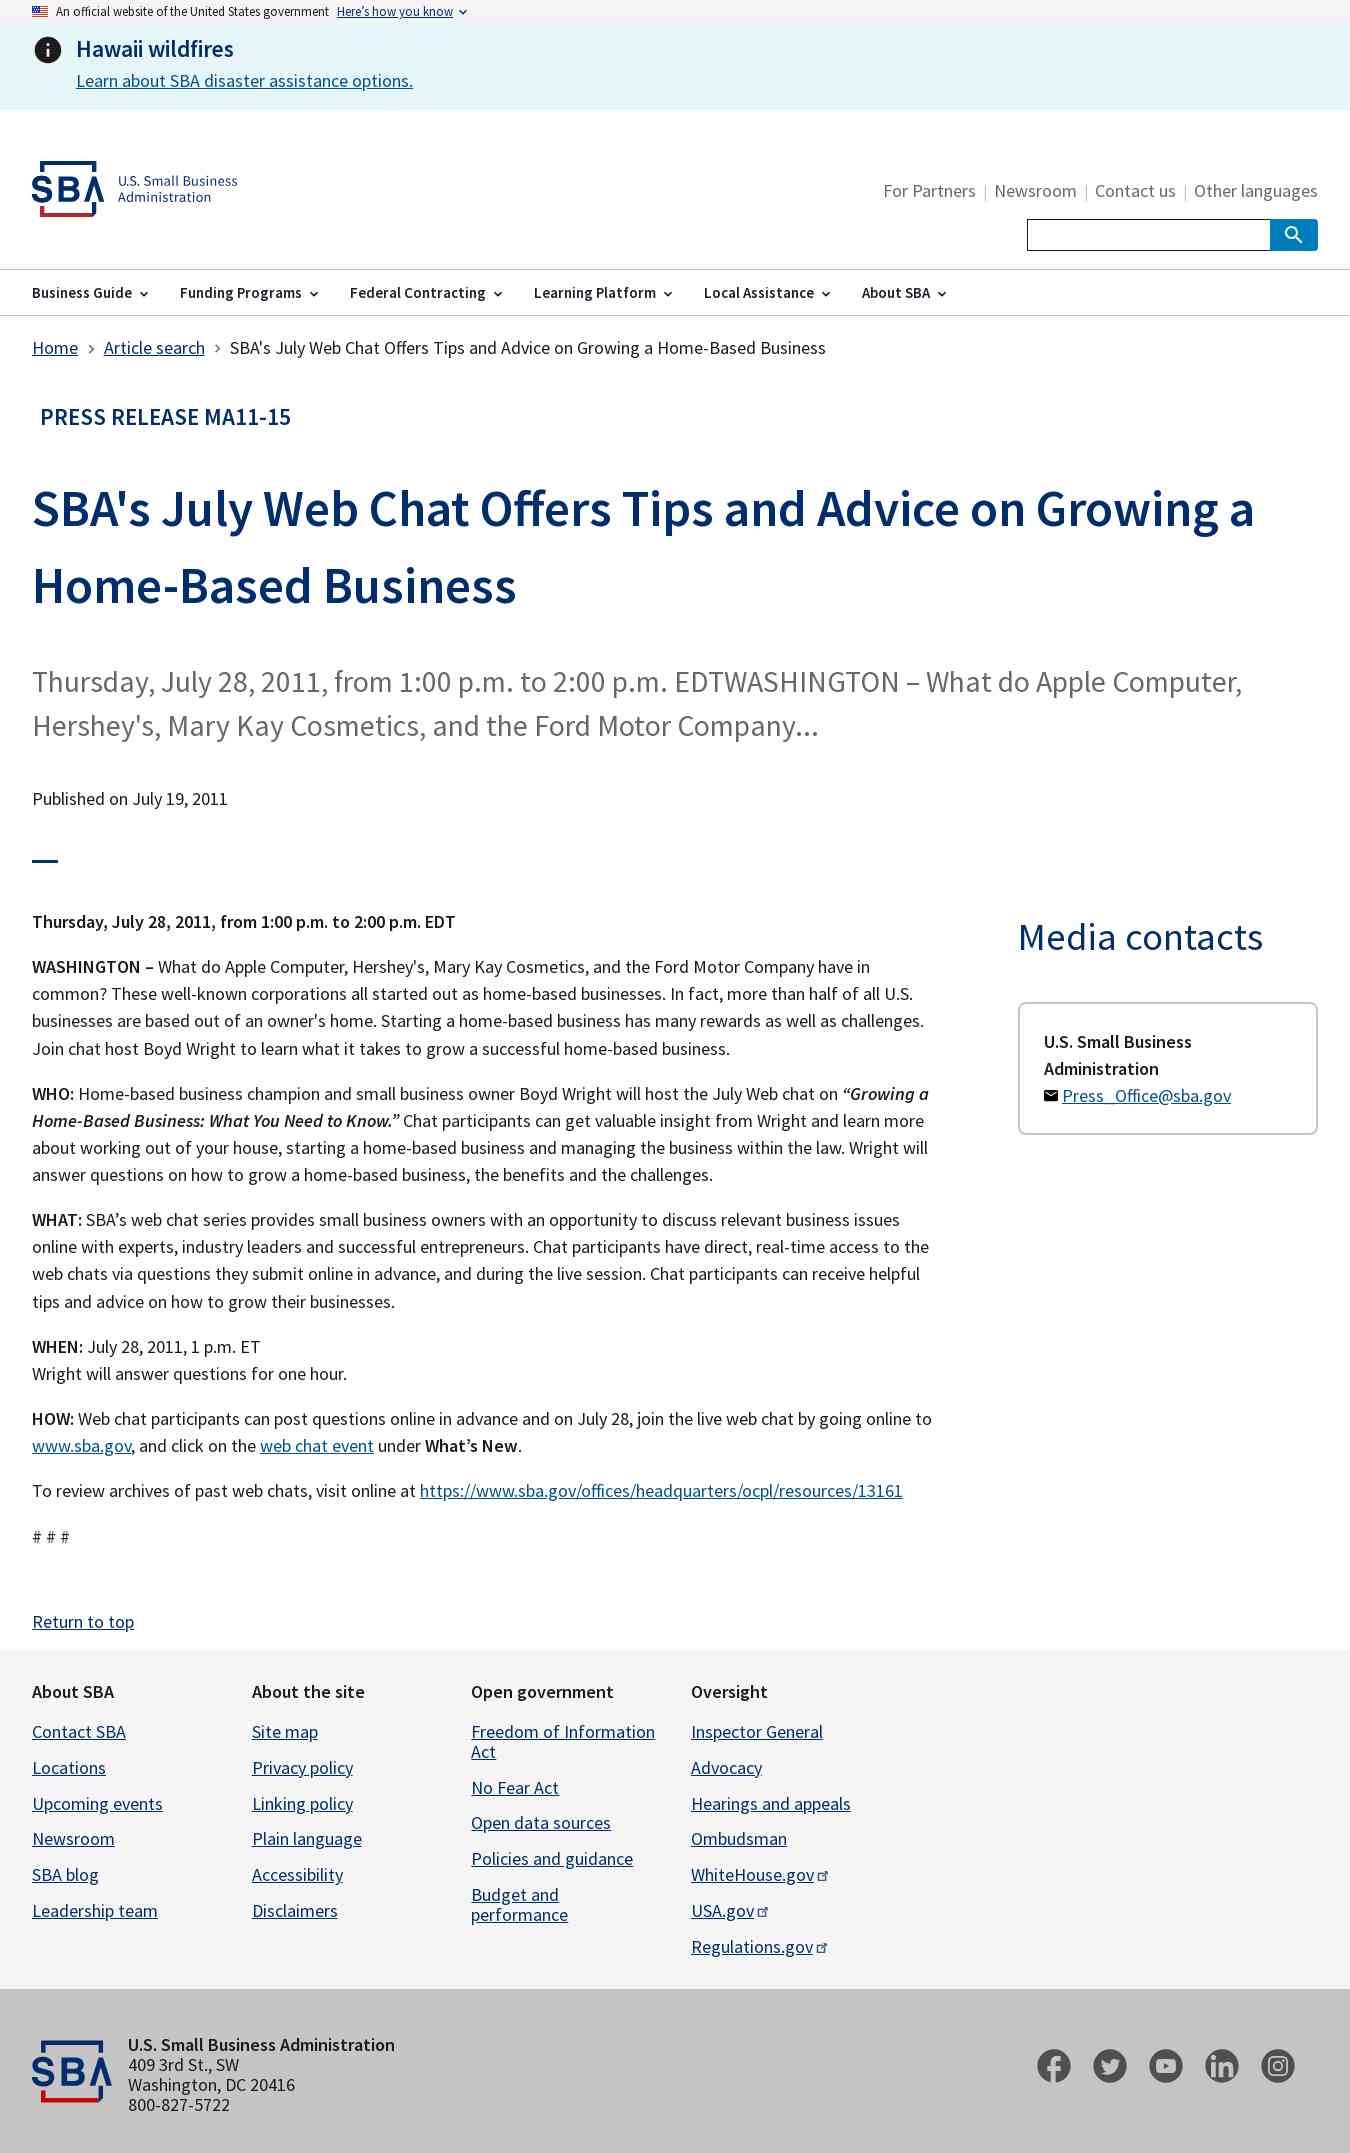 An official website of the United States government Here's how you know
Hawaii wildfires
Learn about SBA disaster assistance options.
SBA U.S. Small Business
Administration
For Partners | Newsroom | Contact us | Other languages
Business Guide Funding Programs Federal Contracting Learning Platform Local Assistance About SBA
Home > Article search > SBA's July Web Chat Offers Tips and Advice on Growing a Home-Based Business
PRESS RELEASE MA11-15
SBA's July Web Chat Offers Tips and Advice on Growing a
Home-Based Business
Thursday, July 28, 2011, from 1:00 p.m. to 2:00 p.m. EDTWASHINGTON – What do Apple Computer,
Hershey's, Mary Kay Cosmetics, and the Ford Motor Company...
Published on July 19, 2011
Thursday, July 28, 2011, from 1:00 p.m. to 2:00 p.m. EDT
WASHINGTON – What do Apple Computer, Hershey's, Mary Kay Cosmetics, and the Ford Motor Company have in
common? These well-known corporations all started out as home-based businesses. In fact, more than half of all U.S.
businesses are based out of an owner's home. Starting a home-based business has many rewards as well as challenges.
Join chat host Boyd Wright to learn what it takes to grow a successful home-based business.
WHO: Home-based business champion and small business owner Boyd Wright will host the July Web chat on “Growing a
Home-Based Business: What You Need to Know.” Chat participants can get valuable insight from Wright and learn more
about working out of your house, starting a home-based business and managing the business within the law. Wright will
answer questions on how to grow a home-based business, the benefits and the challenges.
WHAT: SBA’s web chat series provides small business owners with an opportunity to discuss relevant business issues
online with experts, industry leaders and successful entrepreneurs. Chat participants have direct, real-time access to the
web chats via questions they submit online in advance, and during the live session. Chat participants can receive helpful
tips and advice on how to grow their businesses.
WHEN: July 28, 2011, 1 p.m. ET
Wright will answer questions for one hour.
HOW: Web chat participants can post questions online in advance and on July 28, join the live web chat by going online to
www.sba.gov, and click on the web chat event under What’s New.
To review archives of past web chats, visit online at https://www.sba.gov/offices/headquarters/ocpl/resources/13161
# # #
Media contacts
U.S. Small Business
Administration
Press_Office@sba.gov
Return to top
About SBA
Contact SBA
Locations
Upcoming events
Newsroom
SBA blog
Leadership team
About the site
Site map
Privacy policy
Linking policy
Plain language
Accessibility
Disclaimers
Open government
Freedom of Information
Act
No Fear Act
Open data sources
Policies and guidance
Budget and
performance
Oversight
Inspector General
Advocacy
Hearings and appeals
Ombudsman
WhiteHouse.gov
USA.gov
Regulations.gov
SBA
U.S. Small Business Administration
409 3rd St., SW
Washington, DC 20416
800-827-5722